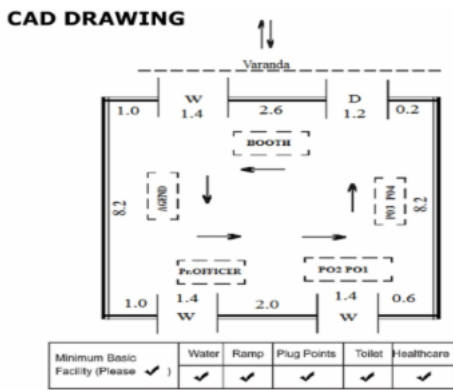 CAD DRAWING
Varanda
W D
1.0 1.4 2.6 1.2 0.2
BOOTH
8.2 AGEND PO3 PO4 8.2
Pr.OFFICER PO2 PO1
1.0 1.4 2.0 1.4 0.6
W W
Minimum Basic Facility (Please ✓ ) Water Ramp Plug Points Toilet Healthcare
✓ ✓ ✓ ✓ ✓